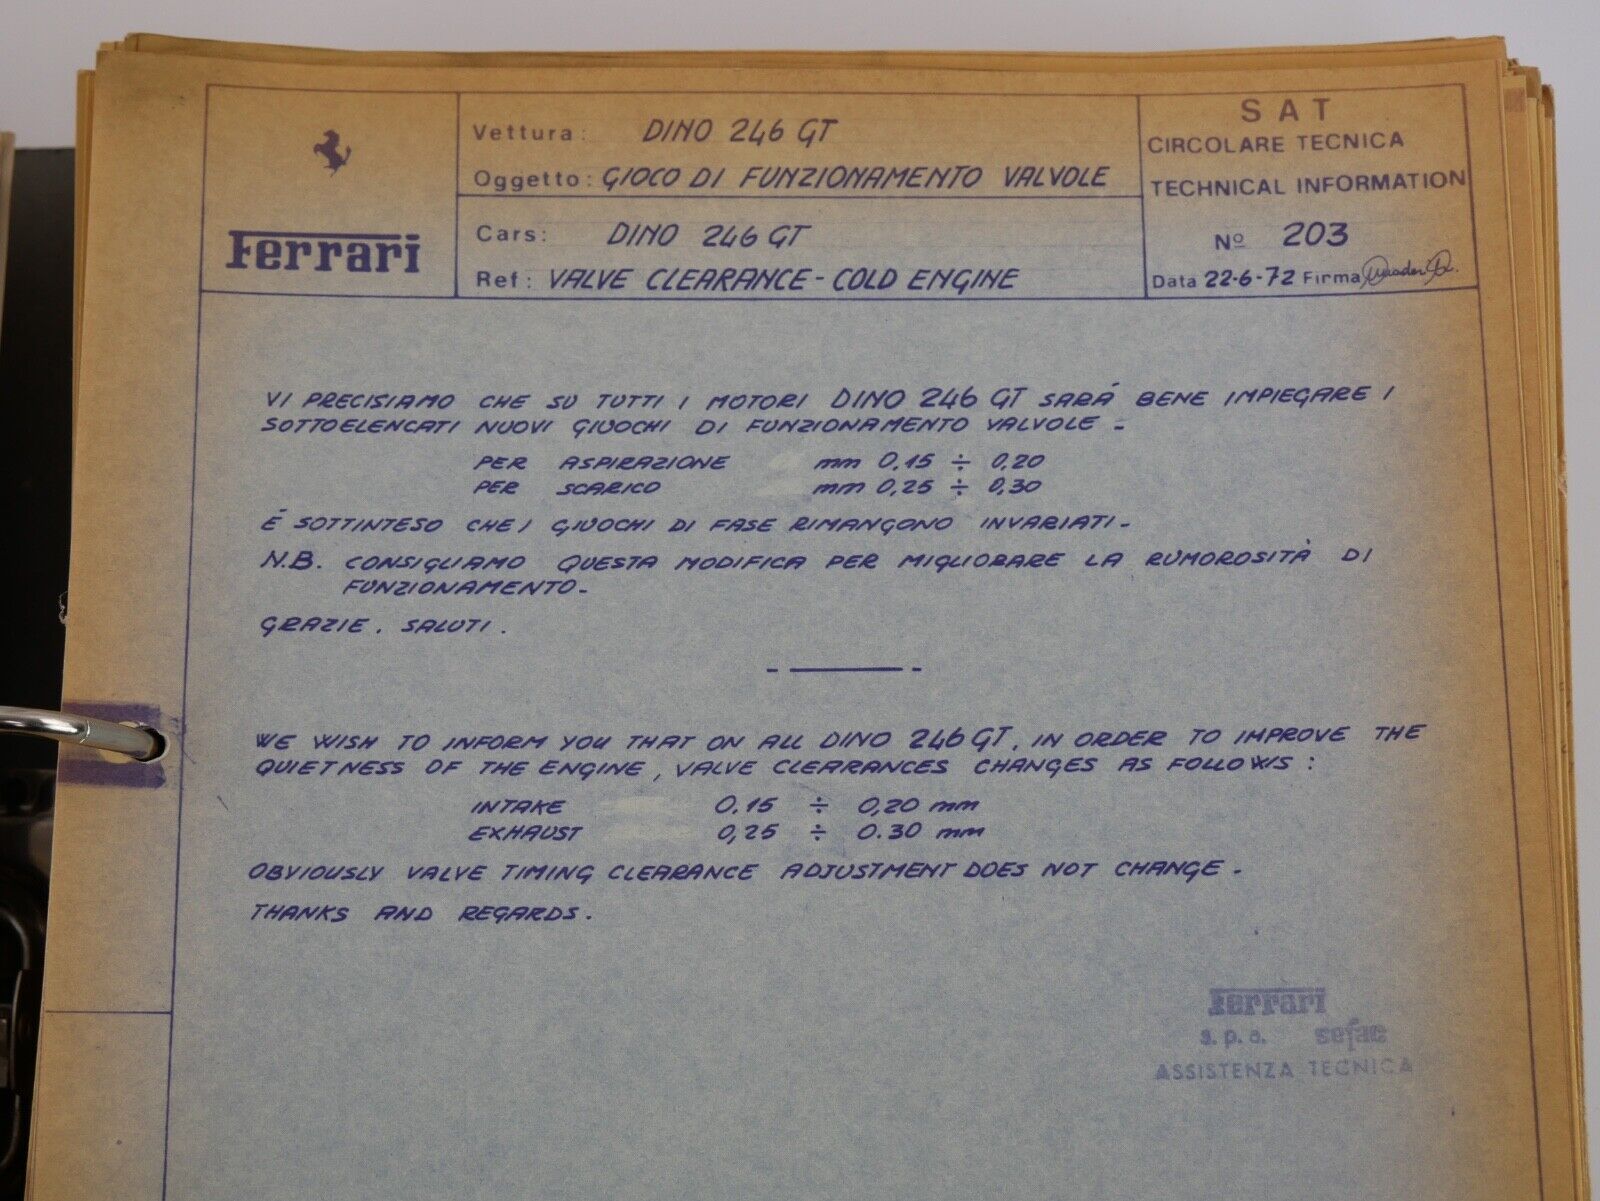 Ferrari
Vettura: DINO 246 GT
Oggetto: GIOCO DI FUNZIONAMENTO VALVOLE
Cars: DINO 246 GT
Ref: VALVE CLEARANCE - COLD ENGINE
SAT
CIRCOLARE TECNICA
TECHNICAL INFORMATION
Nº 203
Data 22-6-72 Firma
VI PRECISIAMO CHE SU TUTTI I MOTORI DINO 246 GT SARÁ BENE IMPIEGARE I
SOTTOELENCATI NUOVI GIUOCHI DI FUNZIONAMENTO VALVOLE -
PER ASPIRAZIONE mm 0,15 ÷ 0,20
PER SCARICO mm 0,25 ÷ 0,30
É SOTTINTESO CHE I GIUOCHI DI FASE RIMANGONO INVARIATI -
N.B. CONSIGLIAMO QUESTA MODIFICA PER MIGLIORARE LA RUMOROSITÀ DI
FUNZIONAMENTO -
GRAZIE. SALUTI.
WE WISH TO INFORM YOU THAT ON ALL DINO 246 GT, IN ORDER TO IMPROVE THE
QUIETNESS OF THE ENGINE, VALVE CLEARANCES CHANGES AS FOLLOWS:
INTAKE 0.15 ÷ 0,20 mm
EXHAUST 0,25 ÷ 0.30 mm
OBVIOUSLY VALVE TIMING CLEARANCE ADJUSTMENT DOES NOT CHANGE -
THANKS AND REGARDS.
Ferrari
s.p.a. sefac
ASSISTENZA TECNICA